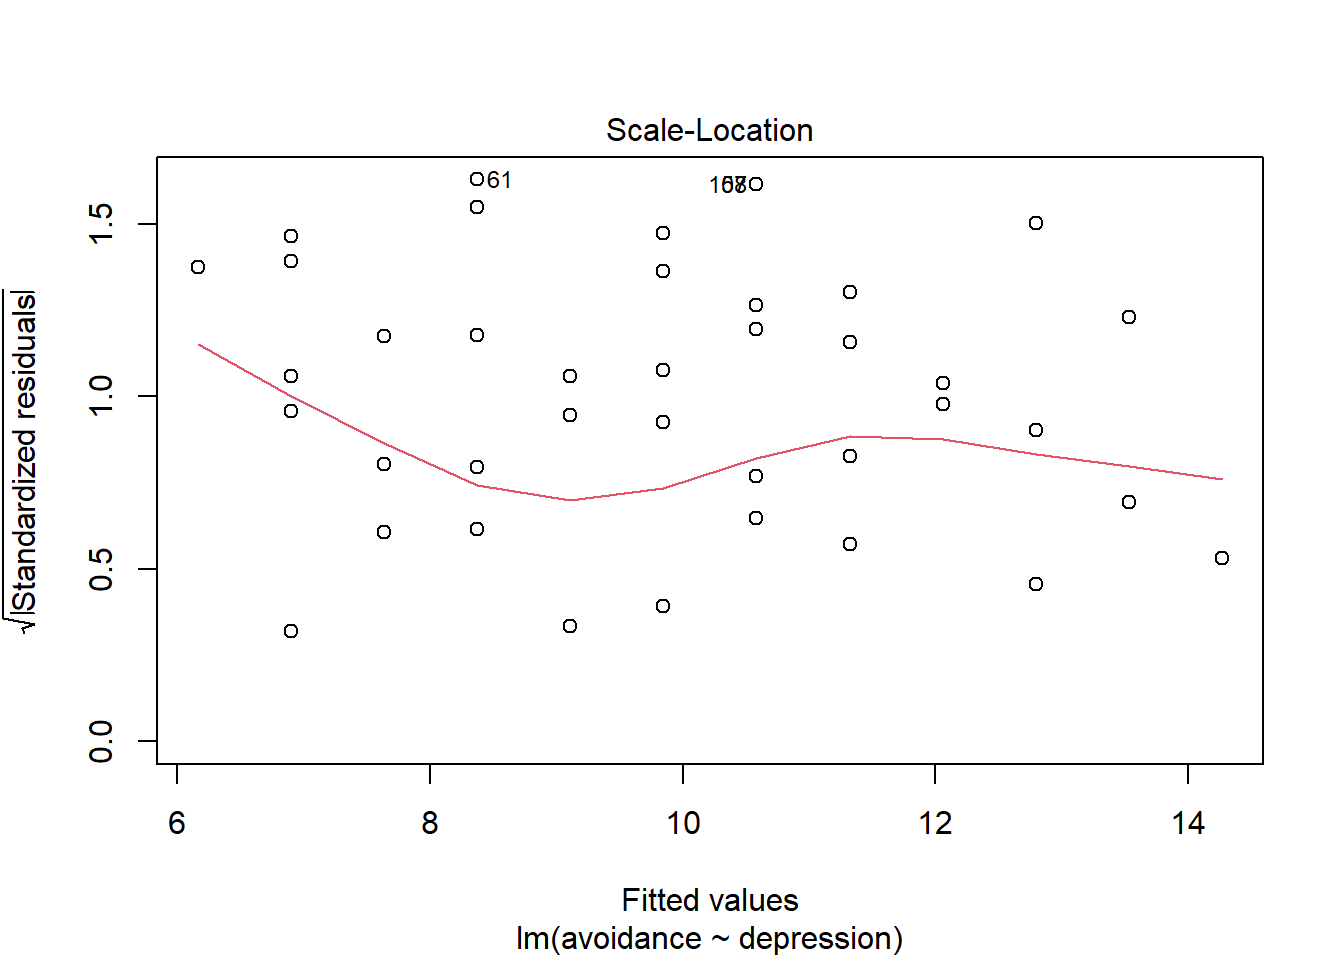 Scale-Location
61
1.5
1.0
0.5
0.0
√|Standardized residuals|
6 8 10 12 14
Fitted values
lm(avoidance ~ depression)